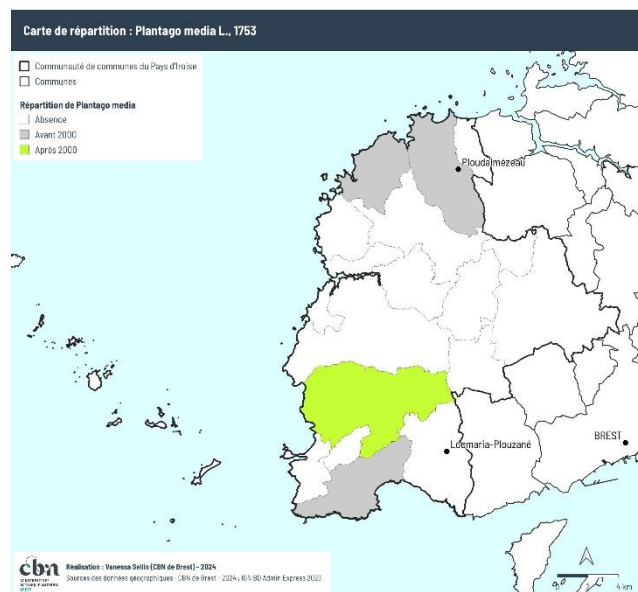 Carte de répartition : Plantago media L., 1753
Communauté de communes du Pays d'Iroise
Communes
Répartition de Plantago media
Absence
Avant 2000
Après 2000
Ploudalmézeau
Locmaria-Plouzané
BREST
4 km
cbn
BREST
Réalisation : Vanessa Sellin (CBN de Brest) - 2024
Sources des données géographiques : CBN de Brest - 2024 ; IGN BD Admin Express 2023